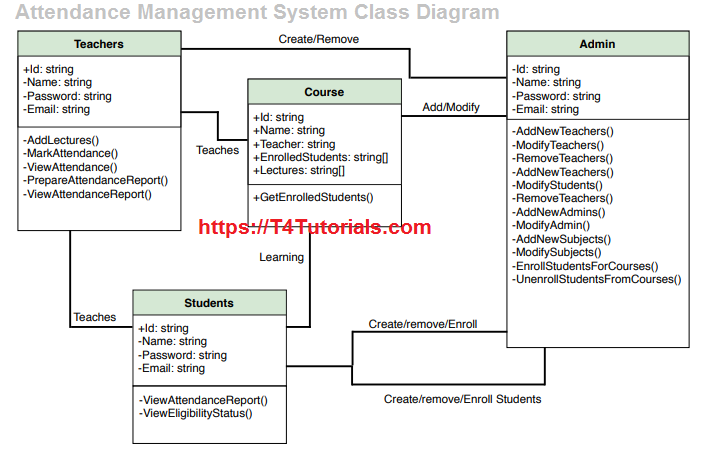 Attendance Management System Class Diagram
Teachers
+Id: string
-Name: string
-Password: string
-Email: string
-AddLectures()
-MarkAttendance()
-ViewAttendance()
-PrepareAttendanceReport()
-ViewAttendanceReport()
Create/Remove
Admin
-Id: string
-Name: string
-Password: string
-Email: string
-AddNewTeachers()
-ModifyTeachers()
-RemoveTeachers()
-AddNewTeachers()
-ModifyStudents()
-RemoveTeachers()
-AddNewAdmins()
-ModifyAdmin()
-AddNewSubjects()
-ModifySubjects()
-EnrollStudentsForCourses()
-UnenrollStudentsFromCourses()
Course
+Id: string
+Name: string
+Teacher: string
+EnrolledStudents: string[]
+Lectures: string[]
+GetEnrolledStudents()
Add/Modify
Teaches
https://T4Tutorials.com
Learning
Teaches
Students
+Id: string
-Name: string
-Password: string
-Email: string
-ViewAttendanceReport()
-ViewEligibilityStatus()
Create/remove/Enroll
Create/remove/Enroll Students